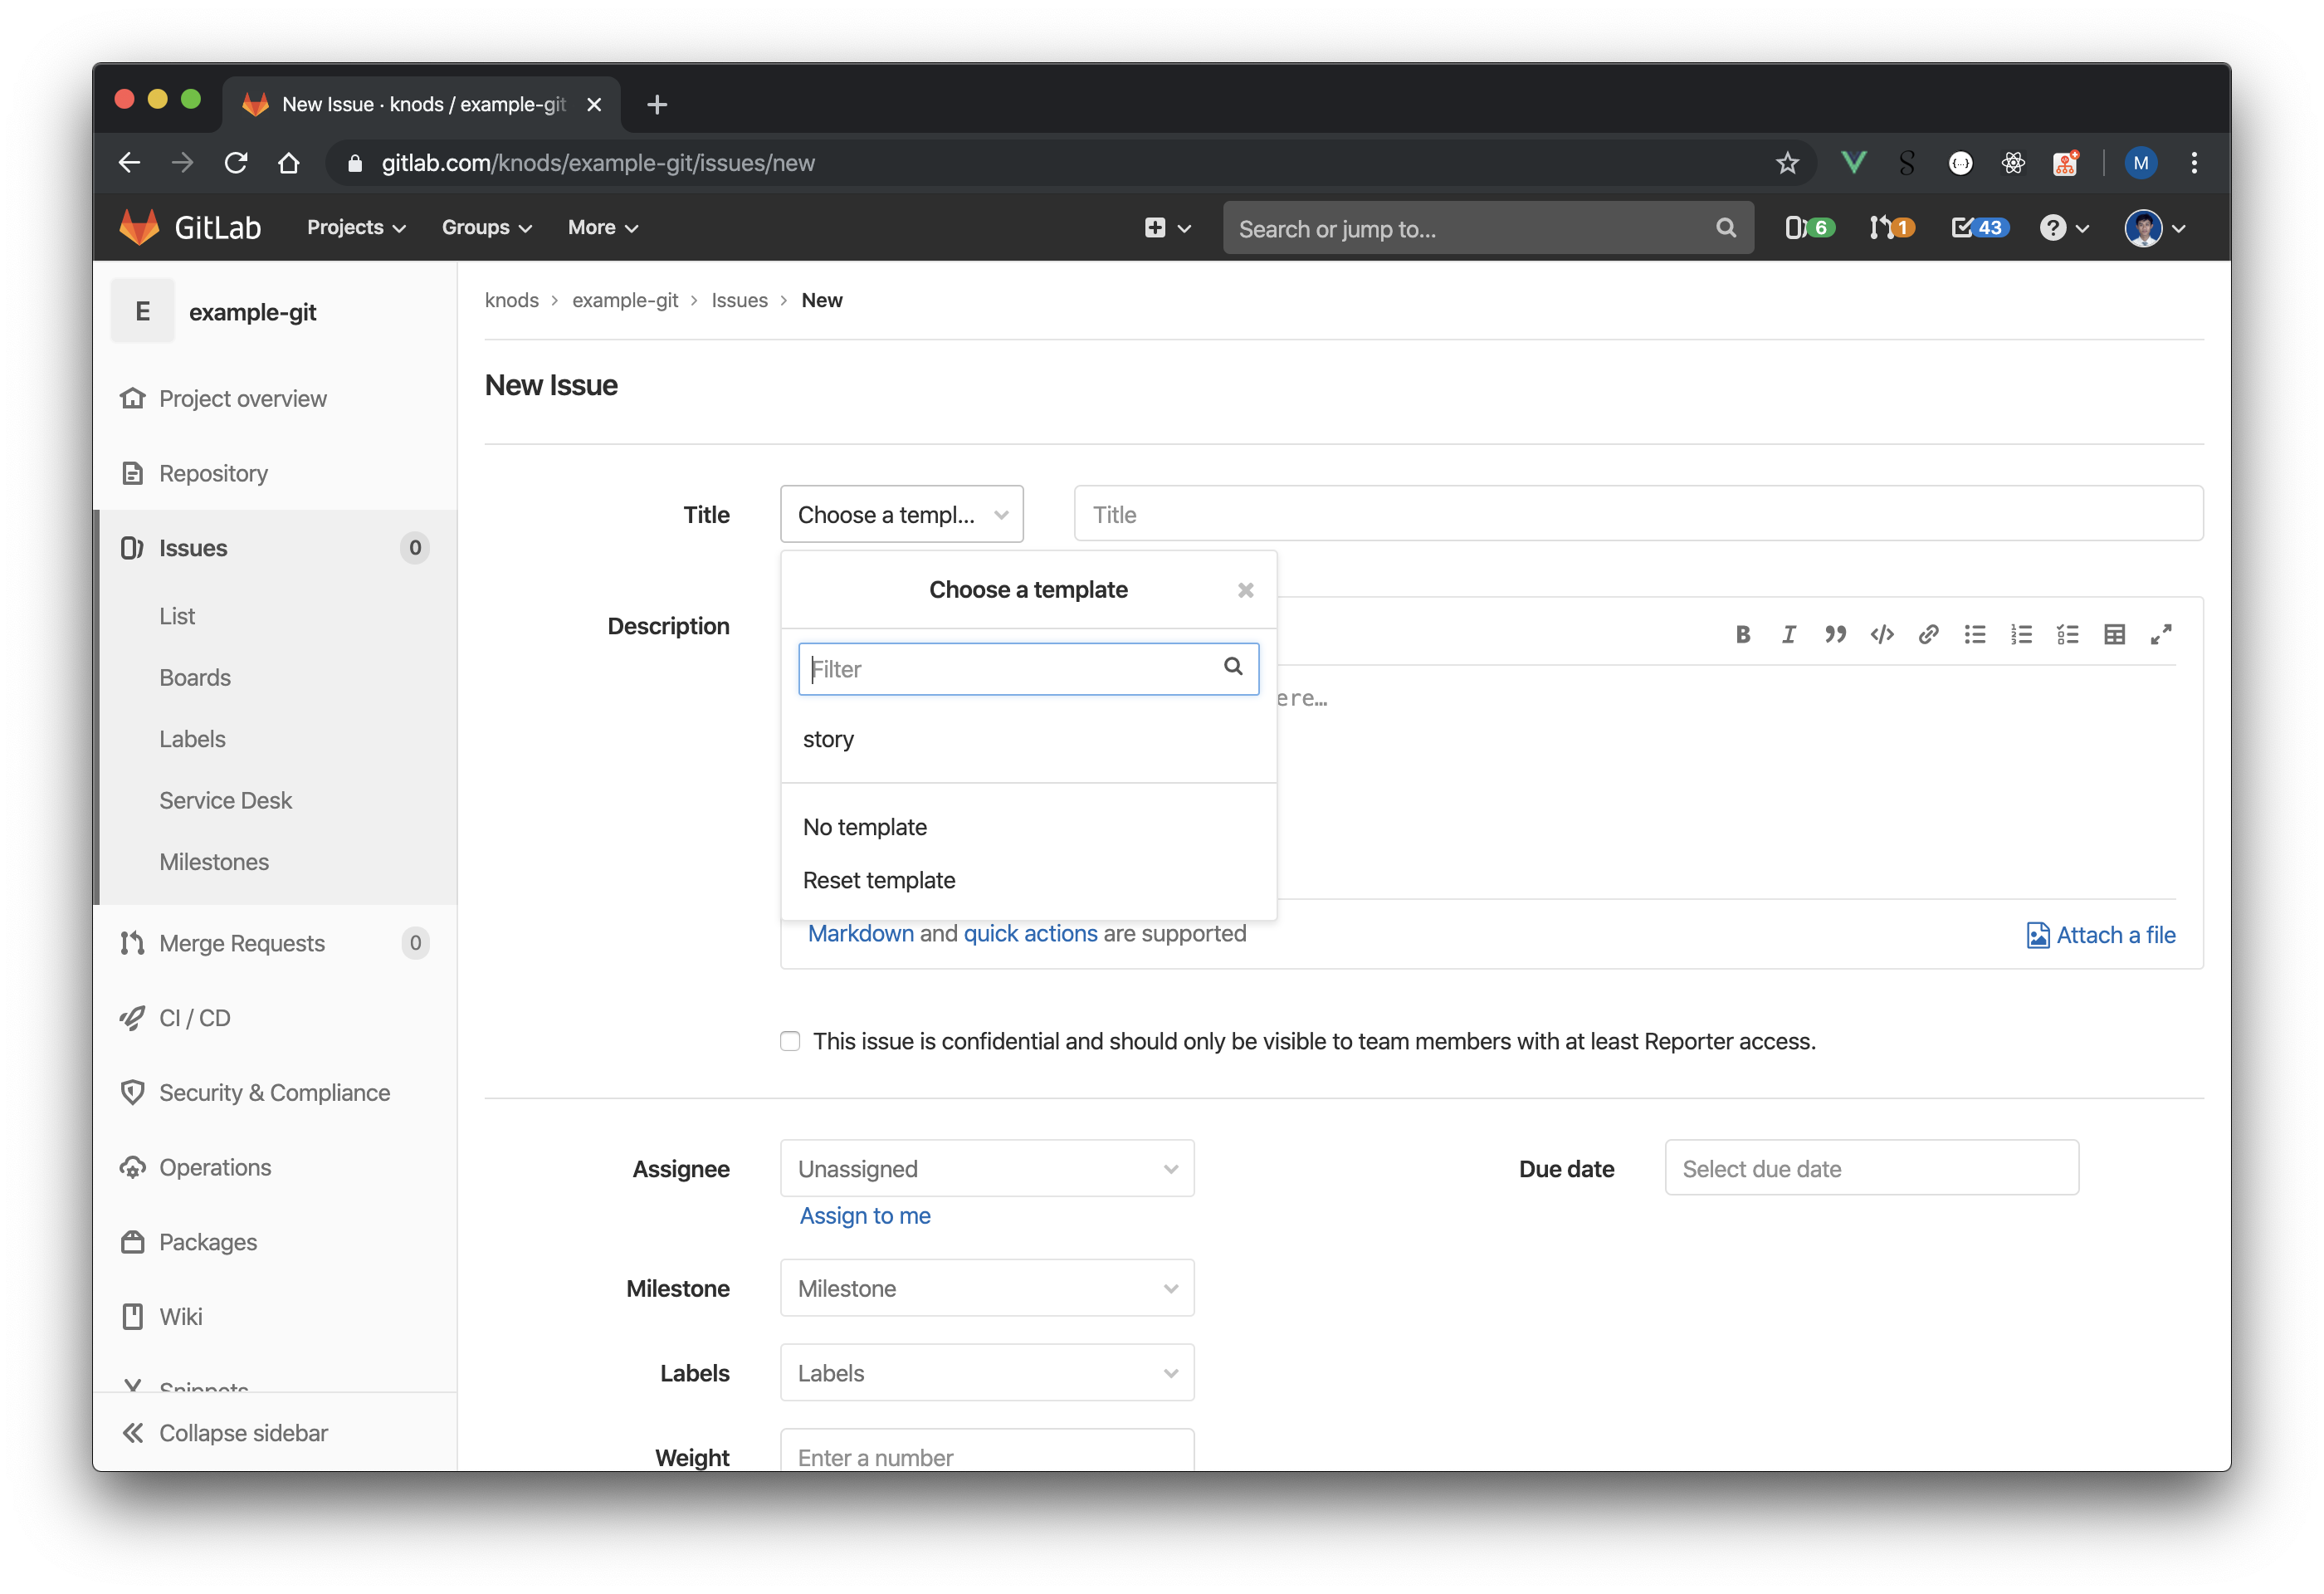 New Issue · knods / example-git
gitlab.com/knods/example-git/issues/new
M
GitLab Projects Groups More Search or jump to... 6 1 43
E example-git
Project overview
Repository
Issues 0
List
Boards
Labels
Service Desk
Milestones
Merge Requests 0
CI / CD
Security & Compliance
Operations
Packages
Wiki
Snippets
Collapse sidebar
knods > example-git > Issues > New
New Issue
Title Choose a templ... Title
Choose a template
Description
Filter
ere...
story
No template
Reset template
Markdown and quick actions are supported
Attach a file
This issue is confidential and should only be visible to team members with at least Reporter access.
Assignee Unassigned Due date Select due date
Assign to me
Milestone Milestone
Labels Labels
Weight Enter a number